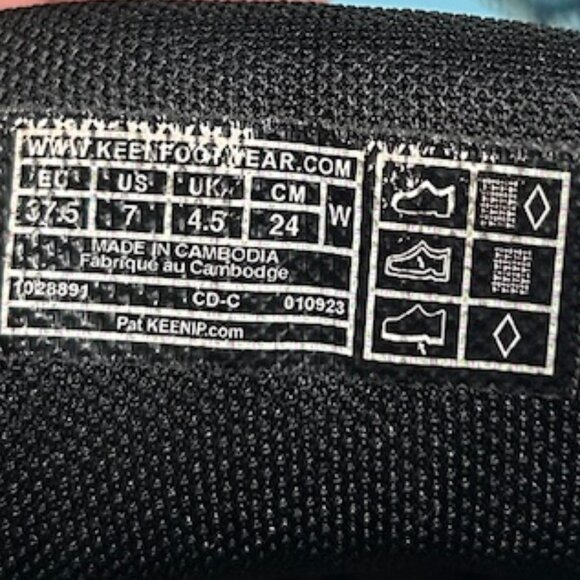 WWW.KEENFOOTWEAR.COM
EU US UK CM W
37.5 7 4.5 24
MADE IN CAMBODIA
Fabriqué au Cambodge
1028891 CD-C 010923
Pat KEENIP.com